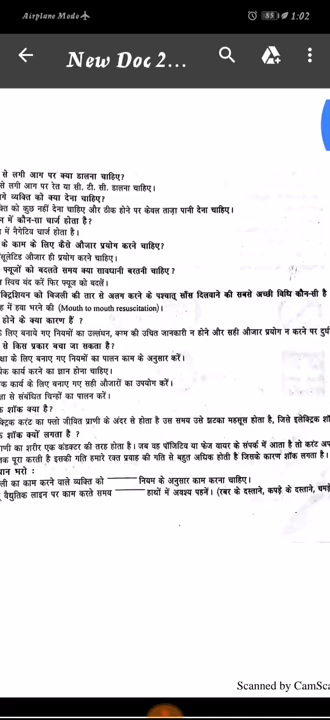 Airplane Mode
85
1:02
New Doc 2...
से लगी आग पर क्या डालना चाहिए?
से लगी आग पर रेत या सी. टी. सी. डालना चाहिए।
गे व्यक्ति को क्या देना चाहिए?
क्ति को कुछ नहीं देना चाहिए और ठीक होने पर केवल ताज़ा पानी देना चाहिए।
न में कौन-सा चार्ज होता है?
न में नैगेटिव चार्ज होता है।
के काम के लिए कैसे औजार प्रयोग करने चाहिए?
सूलेटिड औजार ही प्रयोग करने चाहिए।
फ्यूजों को बदलते समय क्या सावधानी बरतनी चाहिए?
स्विच बंद करें फिर फ्यूज को बदलें।
क्ट्रिशियन को बिजली की तार से अलग करने के पश्चात् साँस दिलवाने की सबसे अच्छी विधि कौन-सी है
ह में हवा भरने की (Mouth to mouth resuscitation)।
होने के क्या कारण हैं ?
के लिए बनाये गए नियमों का उल्लंघन, काम की उचित जानकारी न होने और सही औजार प्रयोग न करने पर दुर्घ
से किस प्रकार बचा जा सकता है?
क्षा के लिए बनाए गए नियमों का पालन काम के अनुसार करें।
येक कार्य करने का ज्ञान होना चाहिए।
येक कार्य के लिए बनाए गए सही औजारों का उपयोग करें।
क्षा से संबंधित चिन्हों का पालन करें।
क शॉक क्या है?
क्ट्रिक करंट का फ्लो जीवित प्राणी के अंदर से होता है उस समय उसे झटका महसूस होता है, जिसे इलेक्ट्रिक शॉ
क शॉक क्यों लगता है ?
प्राणी का शरीर एक कंडक्टर की तरह होता है। जब वह पॉजिटिव या फेज वायर के संपर्क में आता है तो करंट अप
क पूरा करती है इसकी गति हमारे रक्त प्रवाह की गति से बहुत अधिक होती है जिसके कारण शॉक लगता है।
थान भरो :
ली का काम करने वाले व्यक्ति को ______ नियम के अनुसार काम करना चाहिए।
वैद्युतिक लाइन पर काम करते समय ______ हाथों में अवश्य पहनें। (रबर के दस्ताने, कपड़े के दस्ताने, चमड़े
Scanned by CamSca